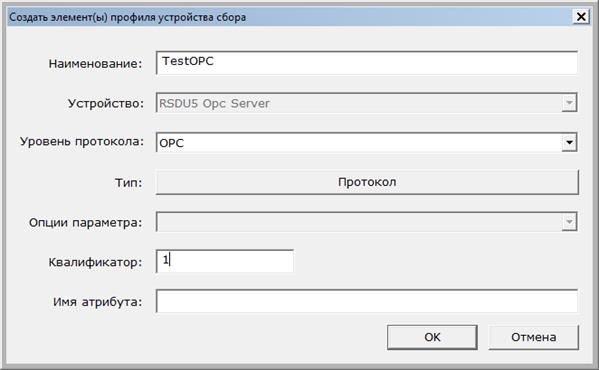 Создать элемент(ы) профиля устройства сбора
Наименование: TestOPC
Устройство: RSDU5 Opc Server
Уровень протокола: OPC
Тип: Протокол
Опции параметра:
Квалификатор: 1
Имя атрибута:
OK Отмена